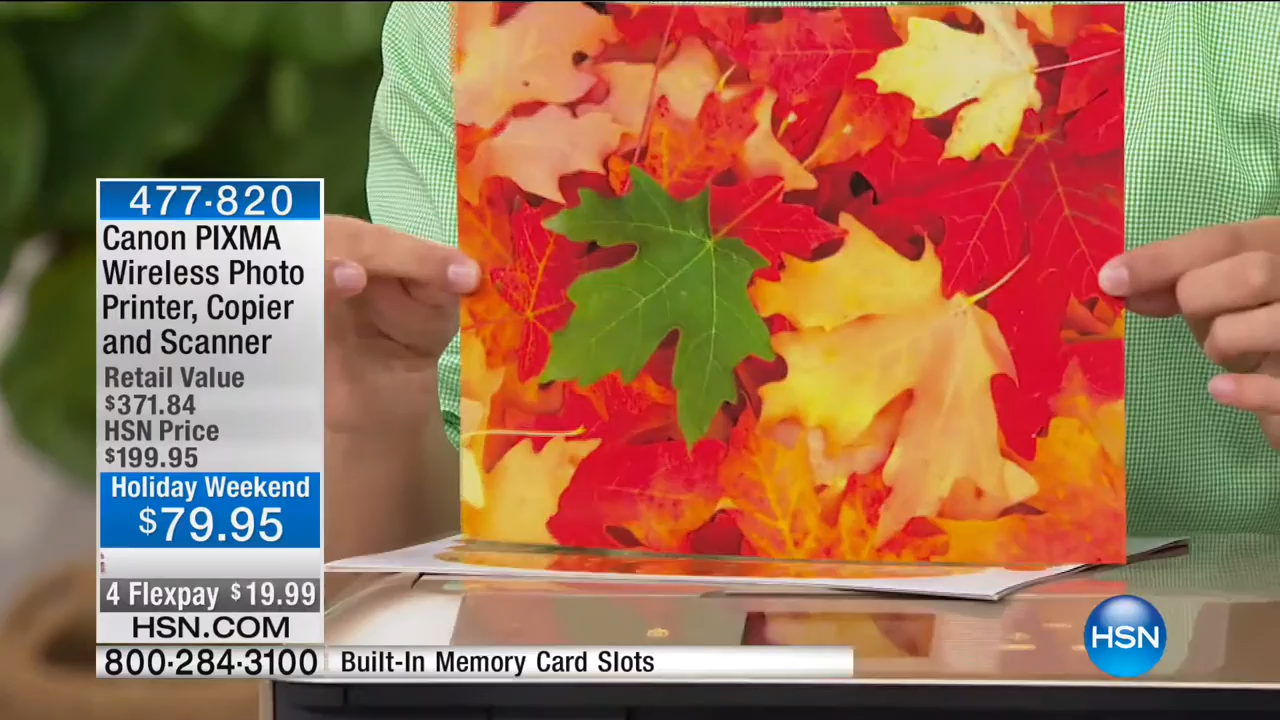 477-820
Canon PIXMA
Wireless Photo
Printer, Copier
and Scanner
Retail Value
$371.84
HSN Price
$199.95
Holiday Weekend
$79.95
4 Flexpay $19.99
HSN.COM
800-284-3100 Built-In Memory Card Slots
HSN